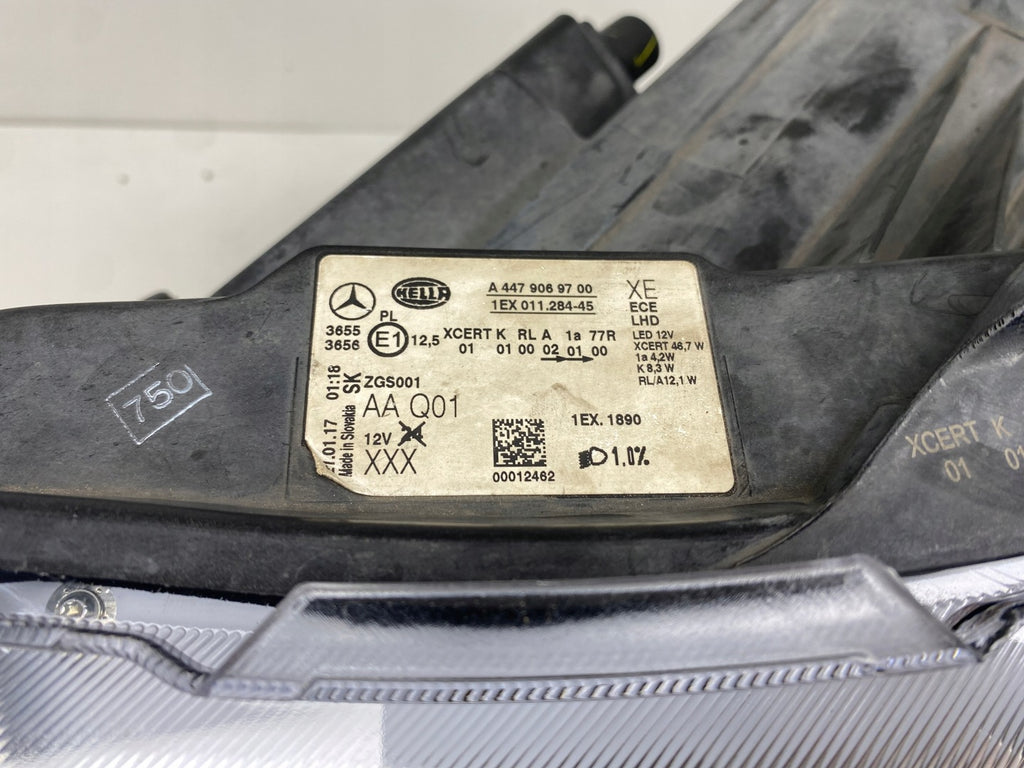 HELLA
A 447 906 97 00
1EX 011.284-45
XE
ECE
LHD
LED 12V
XCERT 46,7 W
1a 4,2W
K 8,3 W
RL/A12,1 W
3655
3656
PL
E1
12,5
XCERT K RL A 1a 77R
01 01 00 02 01 00
ZGS001
AA Q01
12V
XXX
01:18
SK
.01.17
Made in Slovakia
00012462
1EX. 1890
1,0%
750
XCERT K
01 01